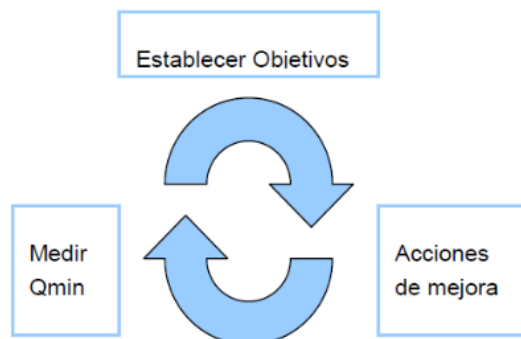 Establecer Objetivos
Medir
Qmin
Acciones
de mejora